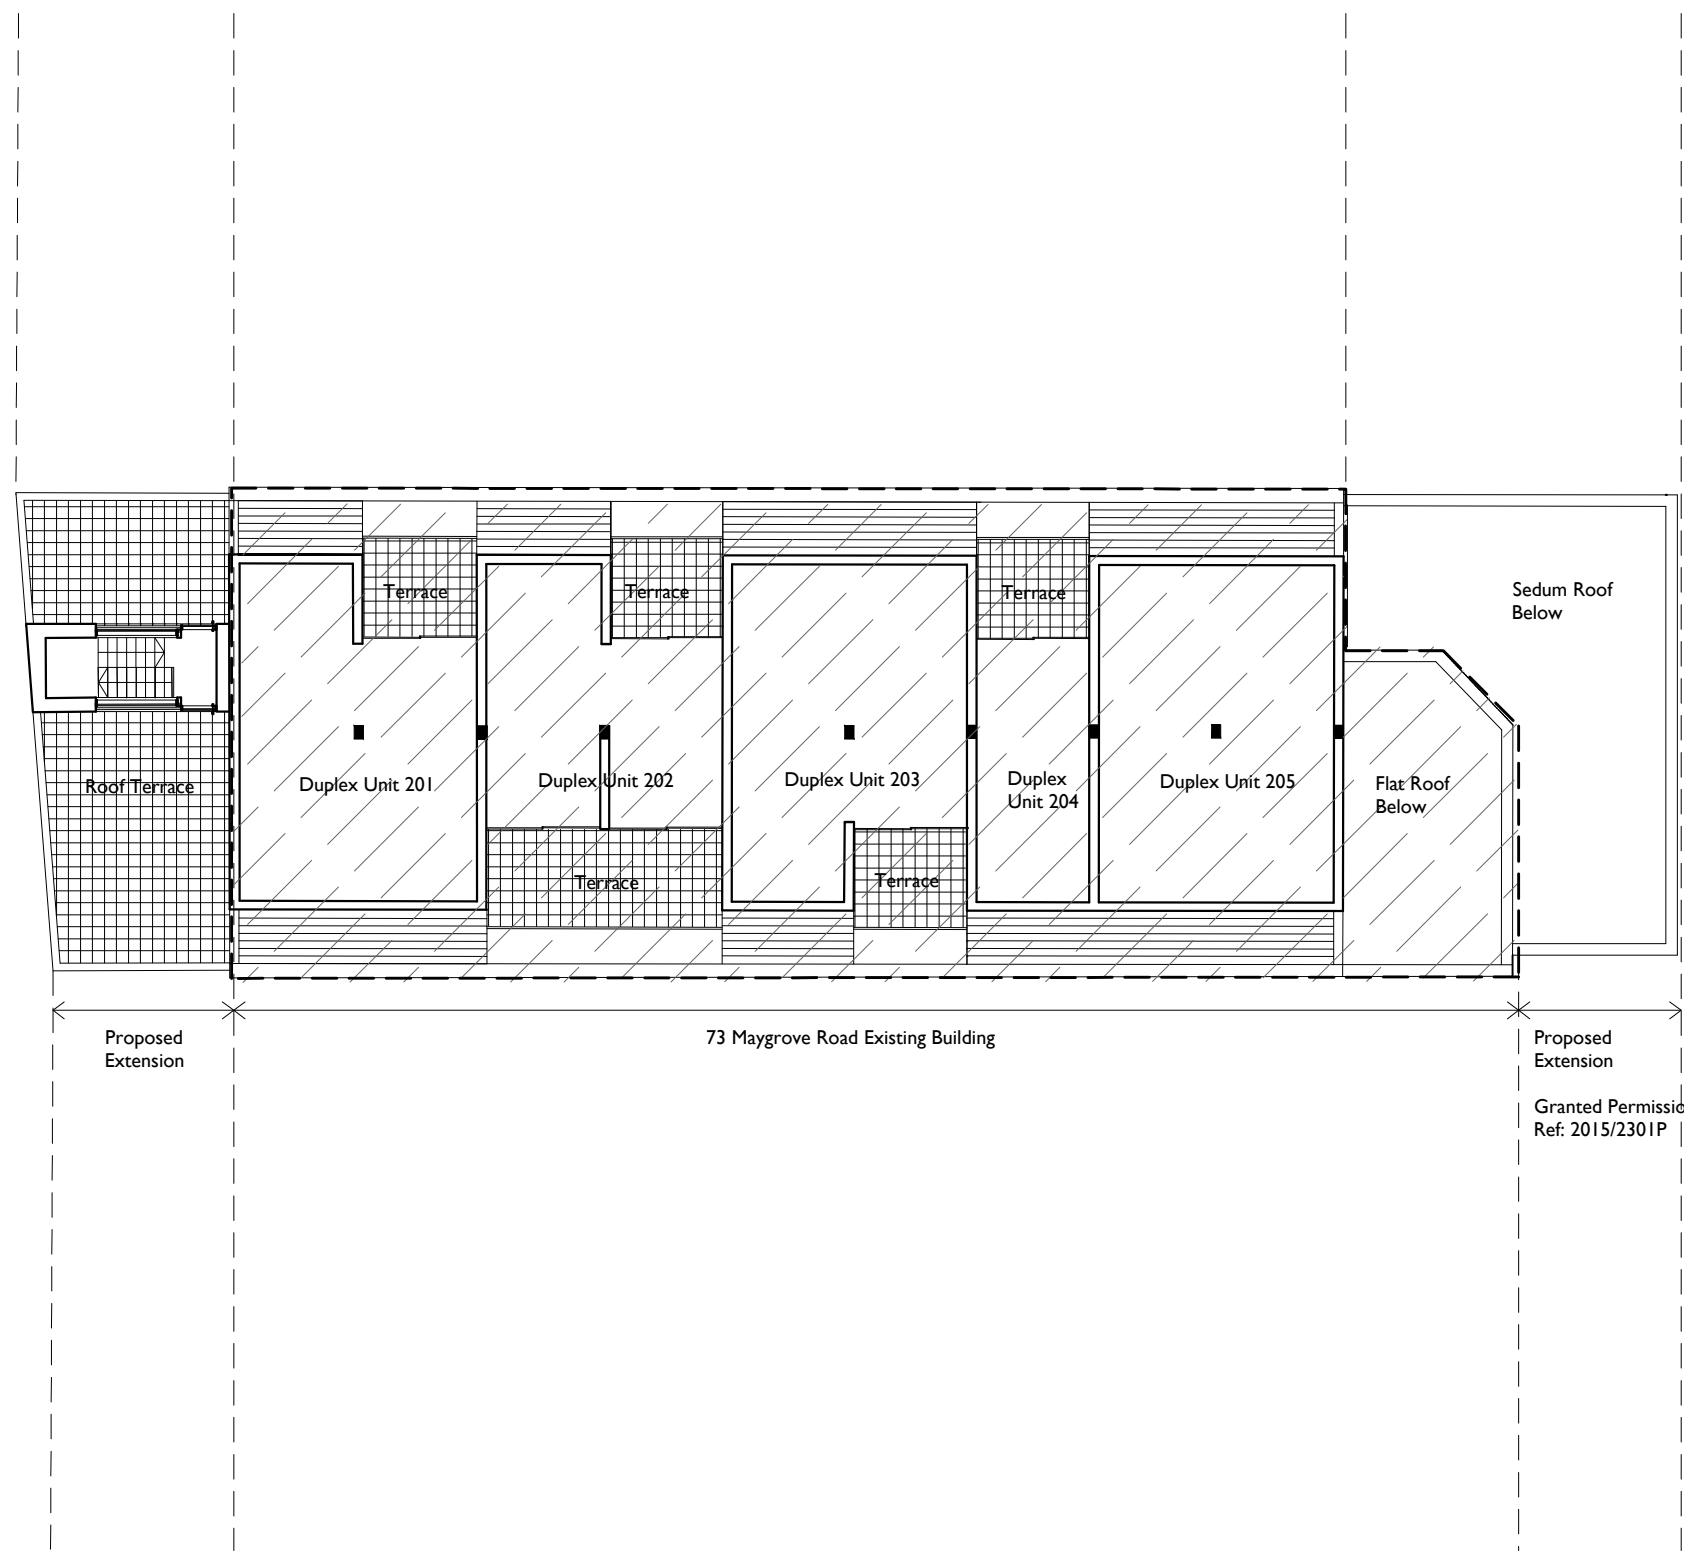 Sedum Roof
Below
Terrace
Terrace
Terrace
Roof Terrace
Duplex Unit 201
Duplex Unit 202
Duplex Unit 203
Duplex
Unit 204
Duplex Unit 205
Flat Roof
Below
Terrace
Terrace
Proposed
Extension
73 Maygrove Road Existing Building
Proposed
Extension
Granted Permissio
Ref: 2015/2301P